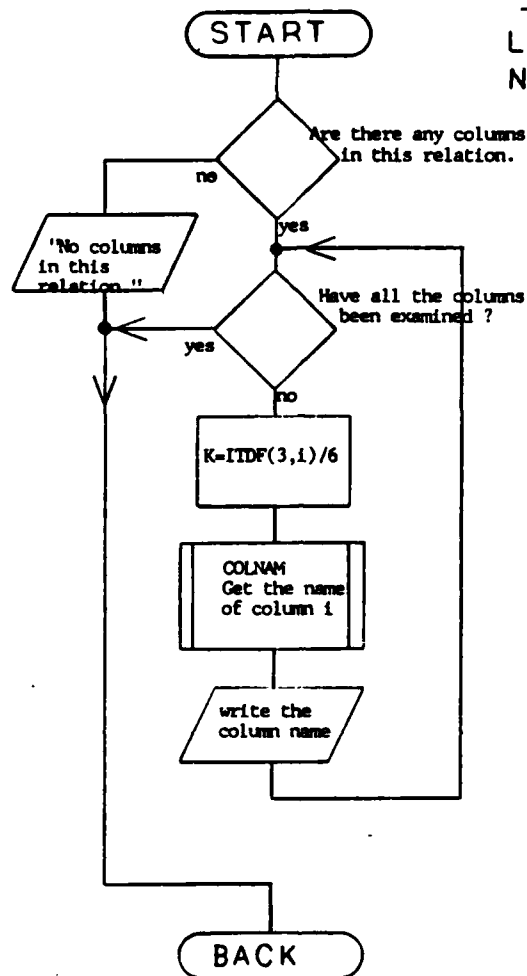 START
L
N
Are there any columns
in this relation.
no
yes
"No columns
in this
relation."
Have all the columns
been examined ?
yes
no
K=ITDF(3,i)/6
COLNAM
Get the name
of column i
write the
column name
BACK